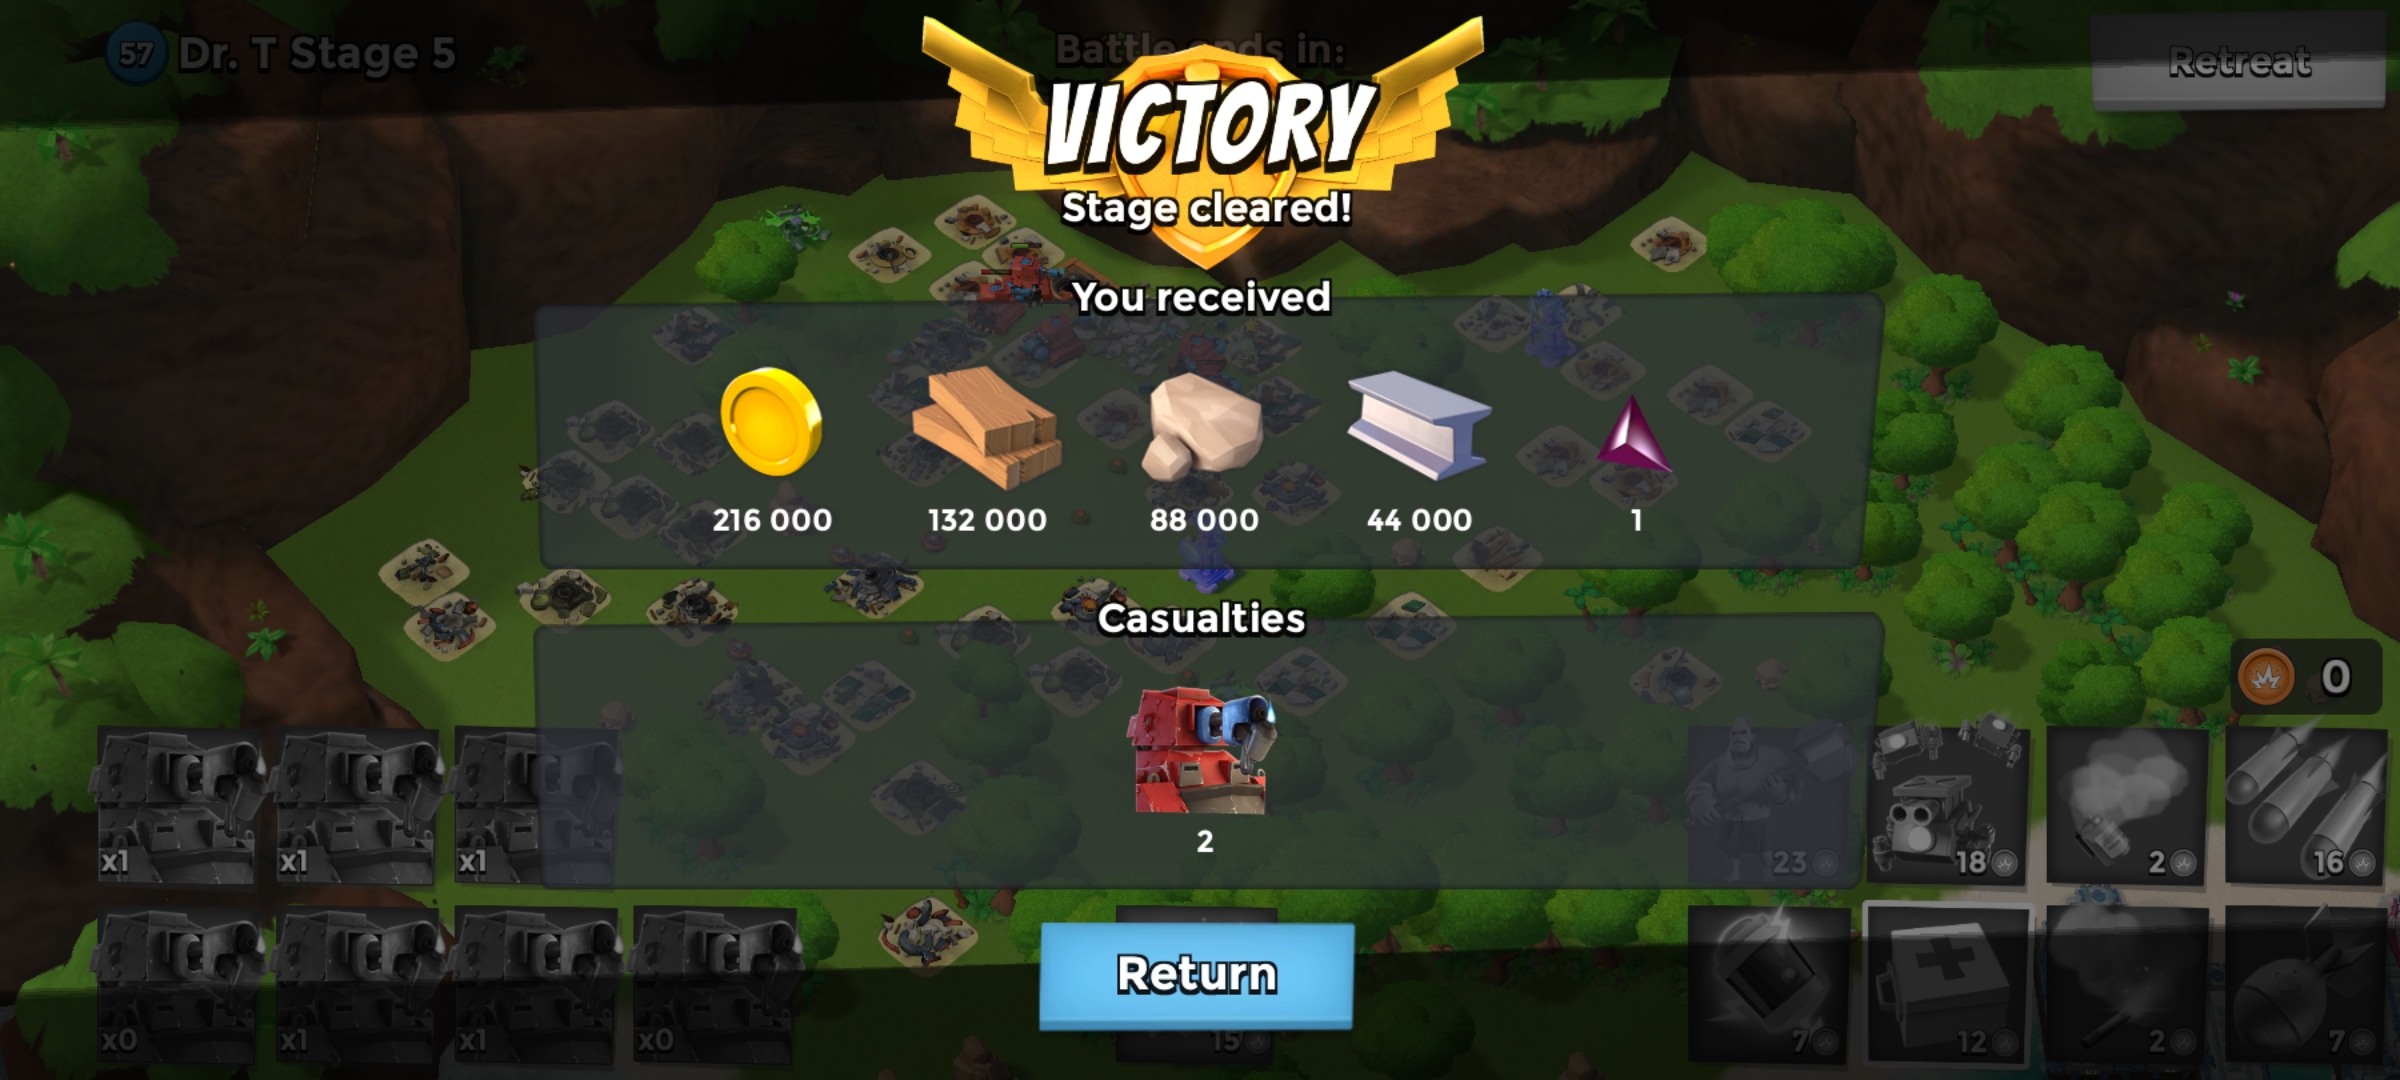 57 Dr. T Stage 5
Battle ends in:
Retreat
VICTORY
Stage cleared!
You received
216 000
132 000
88 000
44 000
1
Casualties
2
0
x1
x1
x1
23
18
2
16
Return
x0
x1
x1
x0
15
7
12
2
7